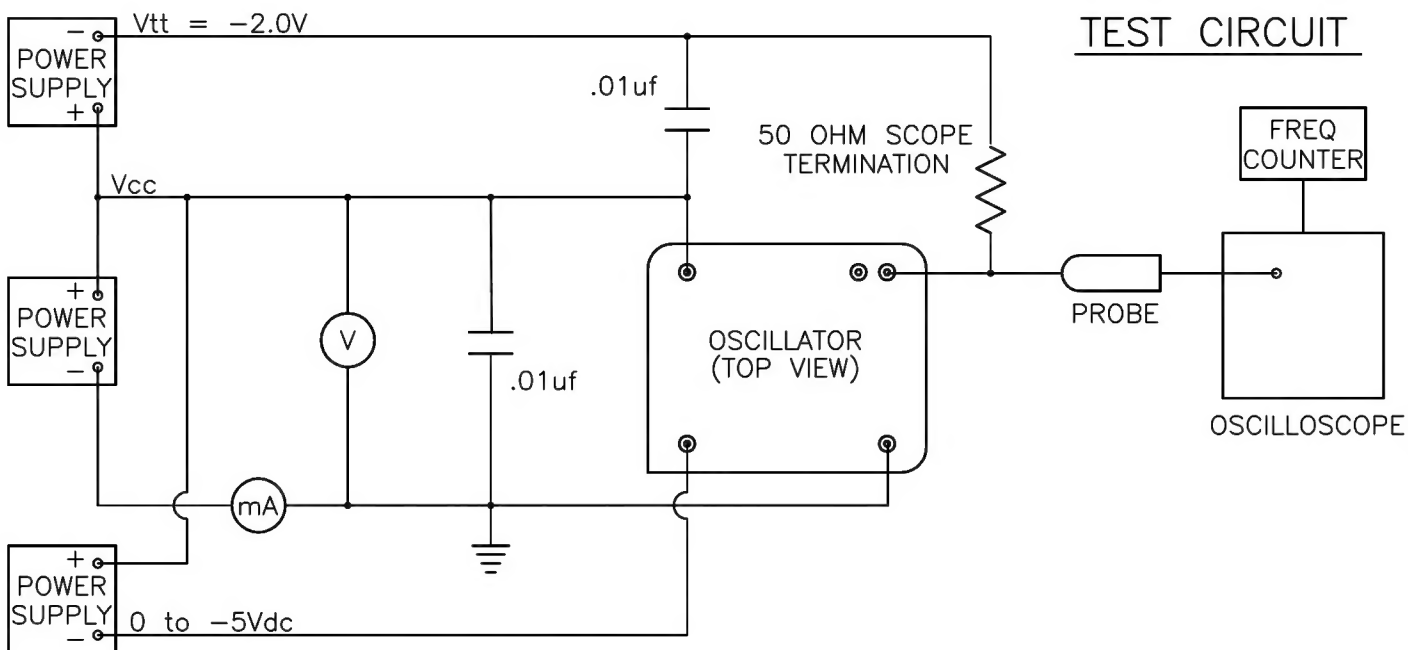 TEST CIRCUIT
Vtt = -2.0V
-
POWER
SUPPLY
+
.01uf
50 OHM SCOPE
TERMINATION
FREQ
COUNTER
Vcc
+
POWER
SUPPLY
-
V
.01uf
OSCILLATOR
(TOP VIEW)
PROBE
OSCILLOSCOPE
mA
+
POWER
SUPPLY
-
0 to -5Vdc